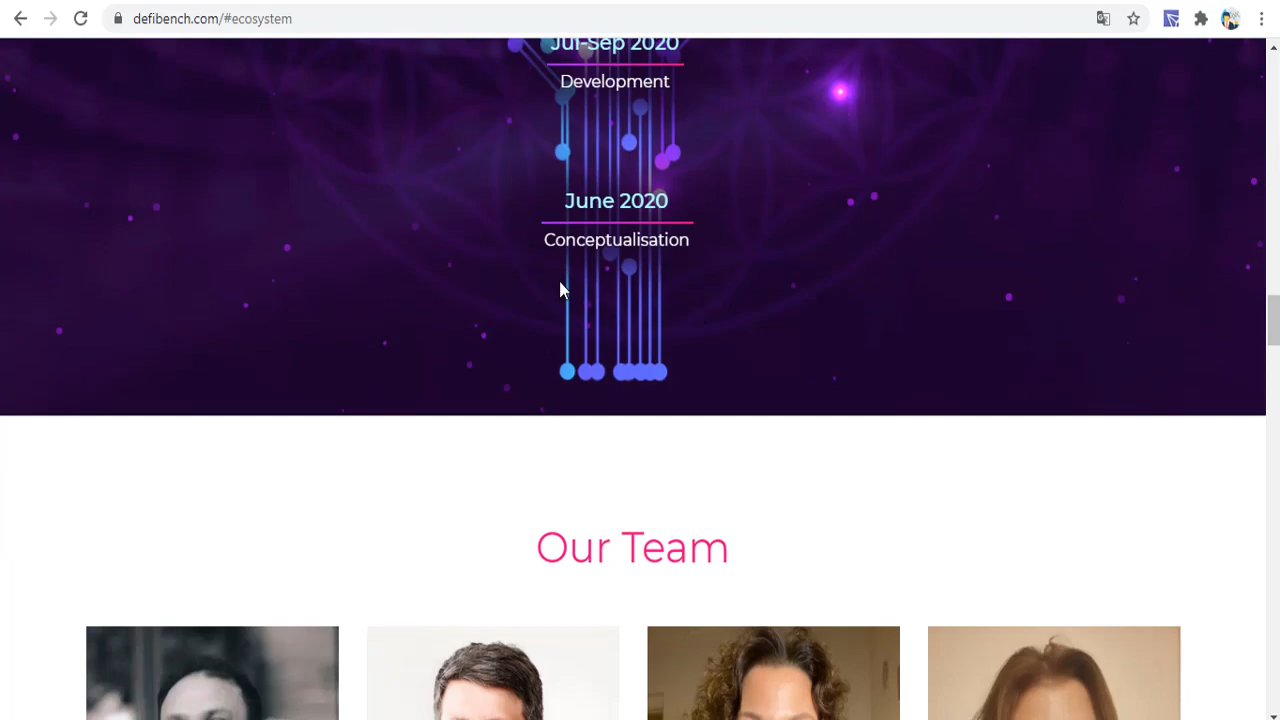 defibench.com/#ecosystem
Jul-Sep 2020
Development
June 2020
Conceptualisation
Our Team